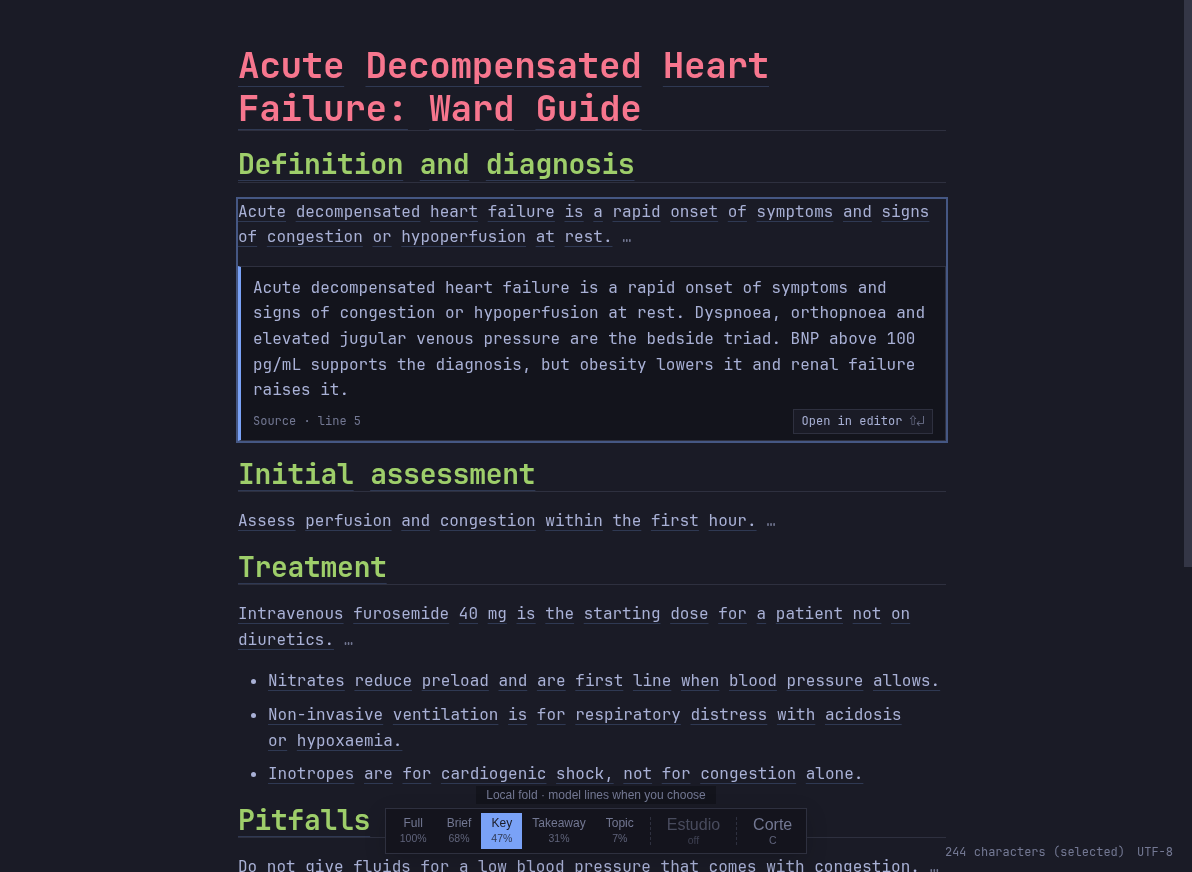 Acute Decompensated Heart
Failure: Ward Guide
Definition and diagnosis
Acute decompensated heart failure is a rapid onset of symptoms and signs
of congestion or hypoperfusion at rest. …
Acute decompensated heart failure is a rapid onset of symptoms and
signs of congestion or hypoperfusion at rest. Dyspnoea, orthopnoea and
elevated jugular venous pressure are the bedside triad. BNP above 100
pg/mL supports the diagnosis, but obesity lowers it and renal failure
raises it.
Source · line 5
Open in editor ⇧↵
Initial assessment
Assess perfusion and congestion within the first hour. …
Treatment
Intravenous furosemide 40 mg is the starting dose for a patient not on
diuretics. …
• Nitrates reduce preload and are first line when blood pressure allows.
• Non-invasive ventilation is for respiratory distress with acidosis
or hypoxaemia.
• Inotropes are for cardiogenic shock, not for congestion alone.
Local fold · model lines when you choose
Pitfalls
Full Brief Key Takeaway Topic Estudio Corte
100% 68% 47% 31% 7% off C
244 characters (selected) UTF-8
Do not give fluids for a low blood pressure that comes with congestion. …